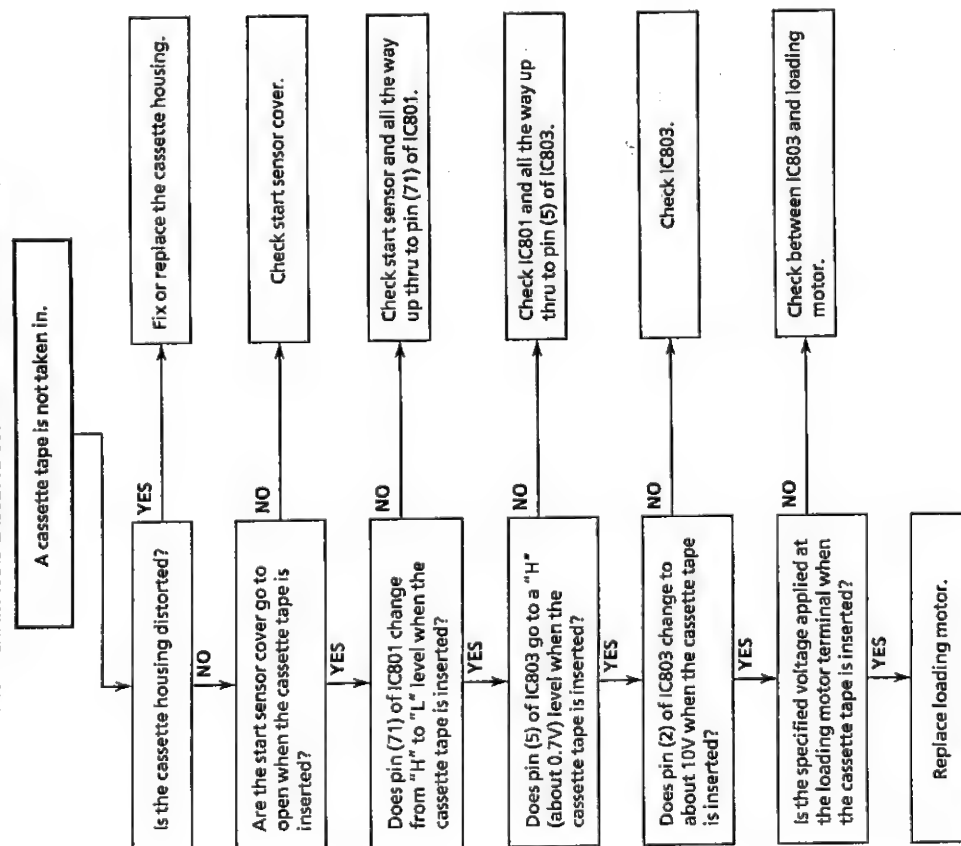 A cassette tape is not taken in.
Is the cassette housing distorted?
YES
Fix or replace the cassette housing.
NO
Are the start sensor cover go to
open when the cassette tape is
inserted?
NO
Check start sensor cover.
YES
Does pin (71) of IC801 change
from "H" to "L" level when the
cassette tape is inserted?
NO
Check start sensor and all the way
up thru to pin (71) of IC801.
YES
Does pin (5) of IC803 go to a "H"
(about 0.7V) level when the
cassette tape is inserted?
NO
Check IC801 and all the way up
thru to pin (5) of IC803.
YES
Does pin (2) of IC803 change to
about 10V when the cassette tape
is inserted?
NO
Check IC803.
YES
Is the specified voltage applied at
the loading motor terminal when
the cassette tape is inserted?
NO
Check between IC803 and loading
motor.
YES
Replace loading motor.